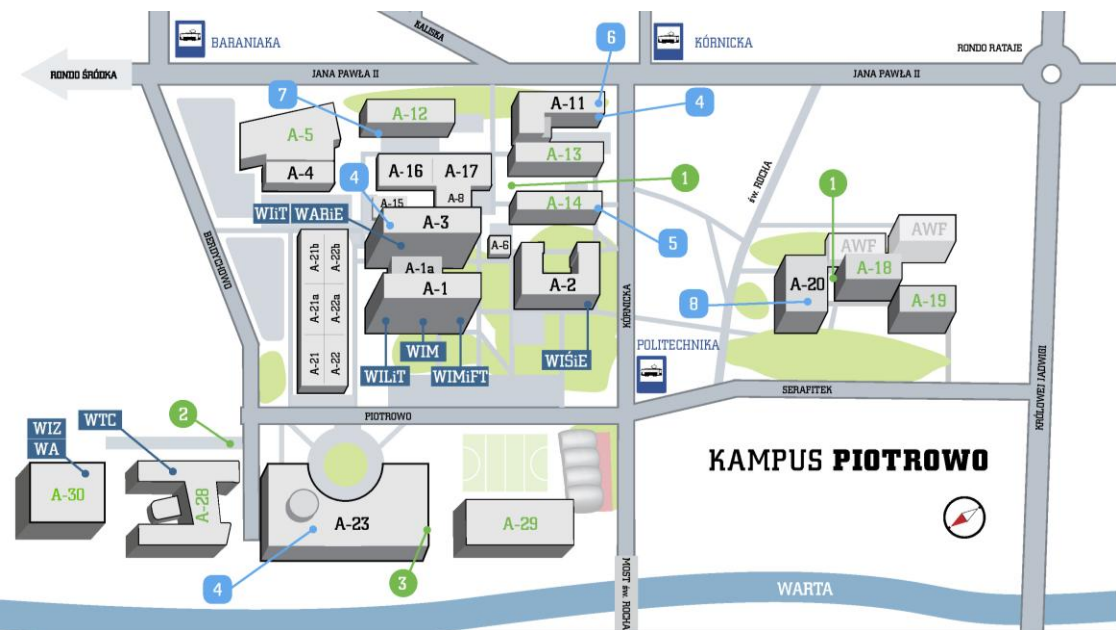 KALISKA
6
BARANIAKA
KÓRNICKA
RONDO RATAJE
RONDO ŚRÓDKA
JANA PAWŁA II
JANA PAWŁA II
7
A-12
A-11
4
A-5
A-13
A-4
4
A-16
A-17
1
św. ROCHA
A-15
A-8
A-14
1
WIiT
WARiE
A-3
5
AWF
AWF
BERDYCHOWO
A-21b
A-22b
A-6
A-18
A-1a
A-1
A-2
A-20
A-21a
A-22a
8
A-19
KÓRNICKA
WIM
POLITECHNIKA
A-21
A-22
WILiT
WIMiFT
WIŚiE
SERAFITEK
KRÓLOWEJ JADWIGI
2
PIOTROWO
WTC
WIZ
WA
KAMPUS PIOTROWO
A-30
A-28
A-23
A-29
4
3
MOST św. ROCHA
WARTA